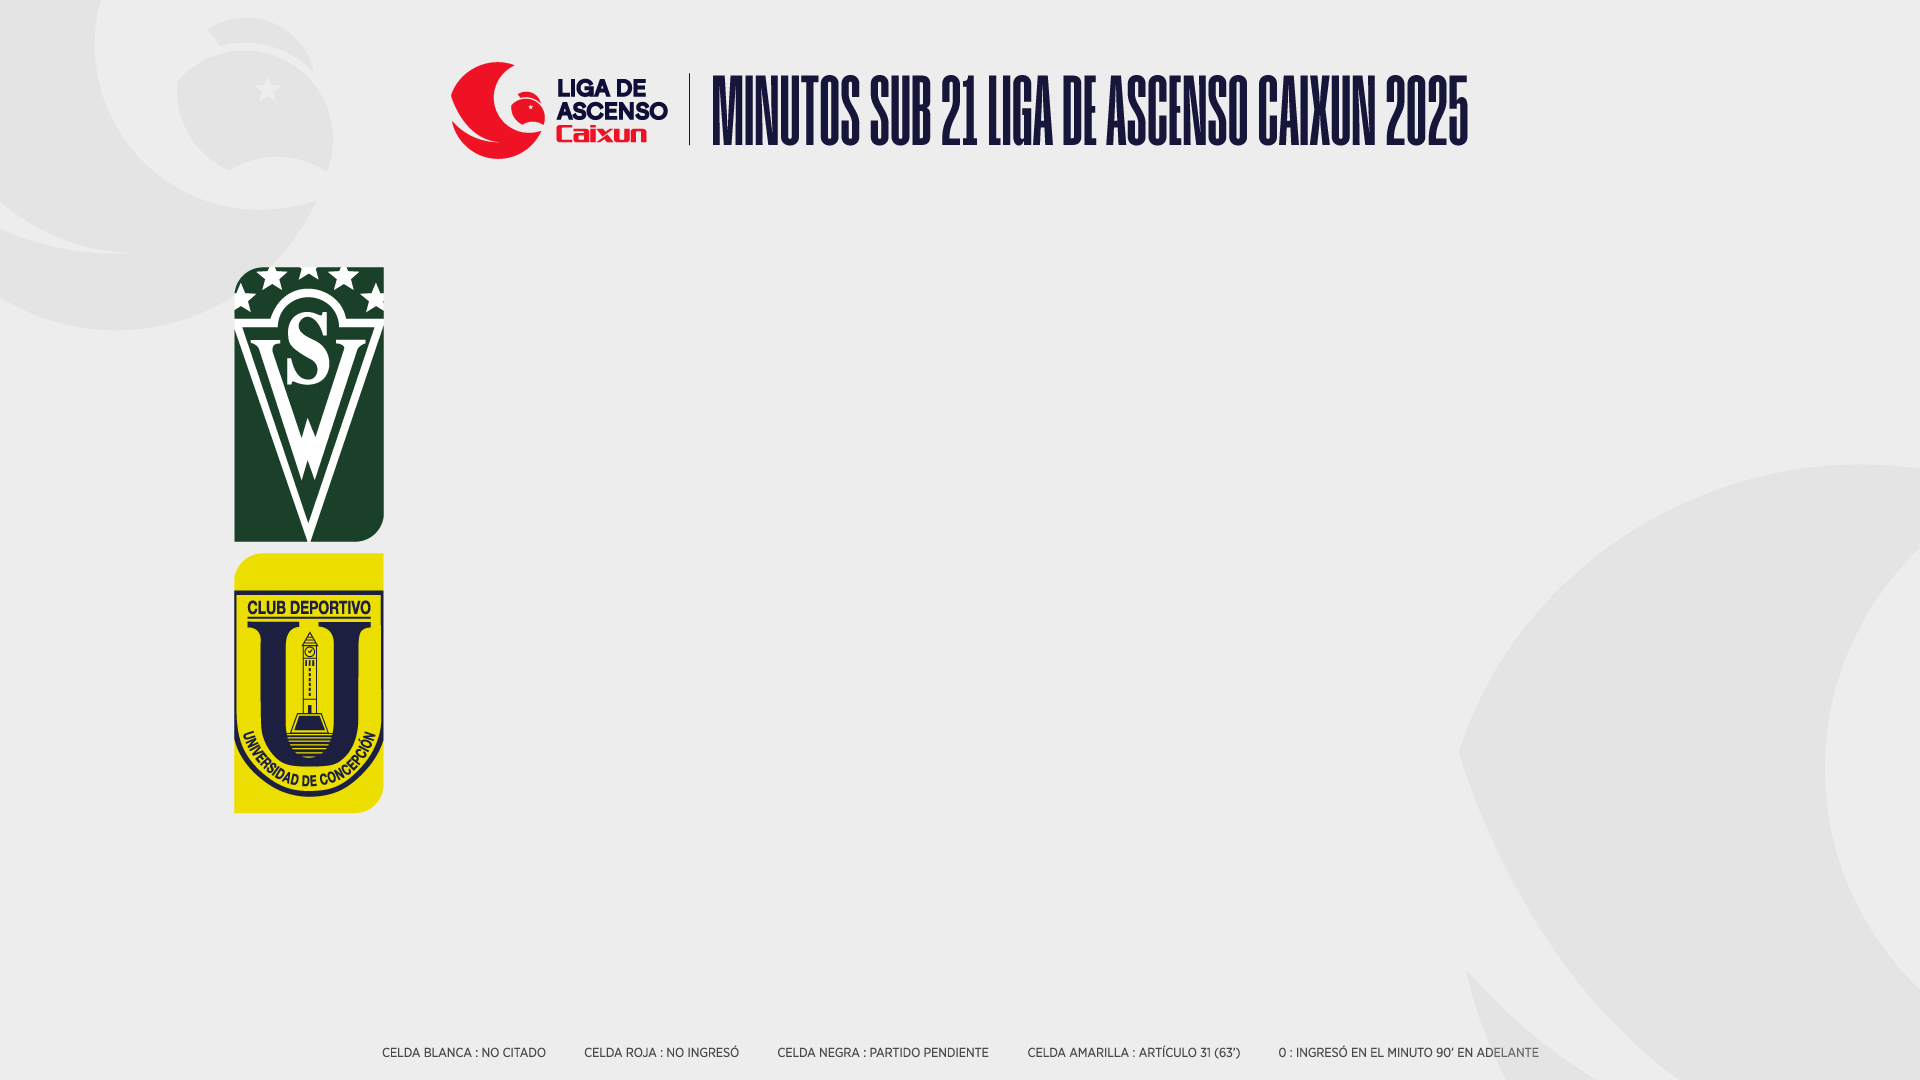 LIGA DE
ASCENSO
Caixun
MINUTOS SUB 21 LIGA DE ASCENSO CAIXUN 2025
S
W
CLUB DEPORTIVO
U
UNIVERSIDAD DE CONCEPCIÓN
CELDA BLANCA : NO CITADO
CELDA ROJA : NO INGRESÓ
CELDA NEGRA : PARTIDO PENDIENTE
CELDA AMARILLA : ARTÍCULO 31 (63’)
0 : INGRESÓ EN EL MINUTO 90’ EN ADELANTE